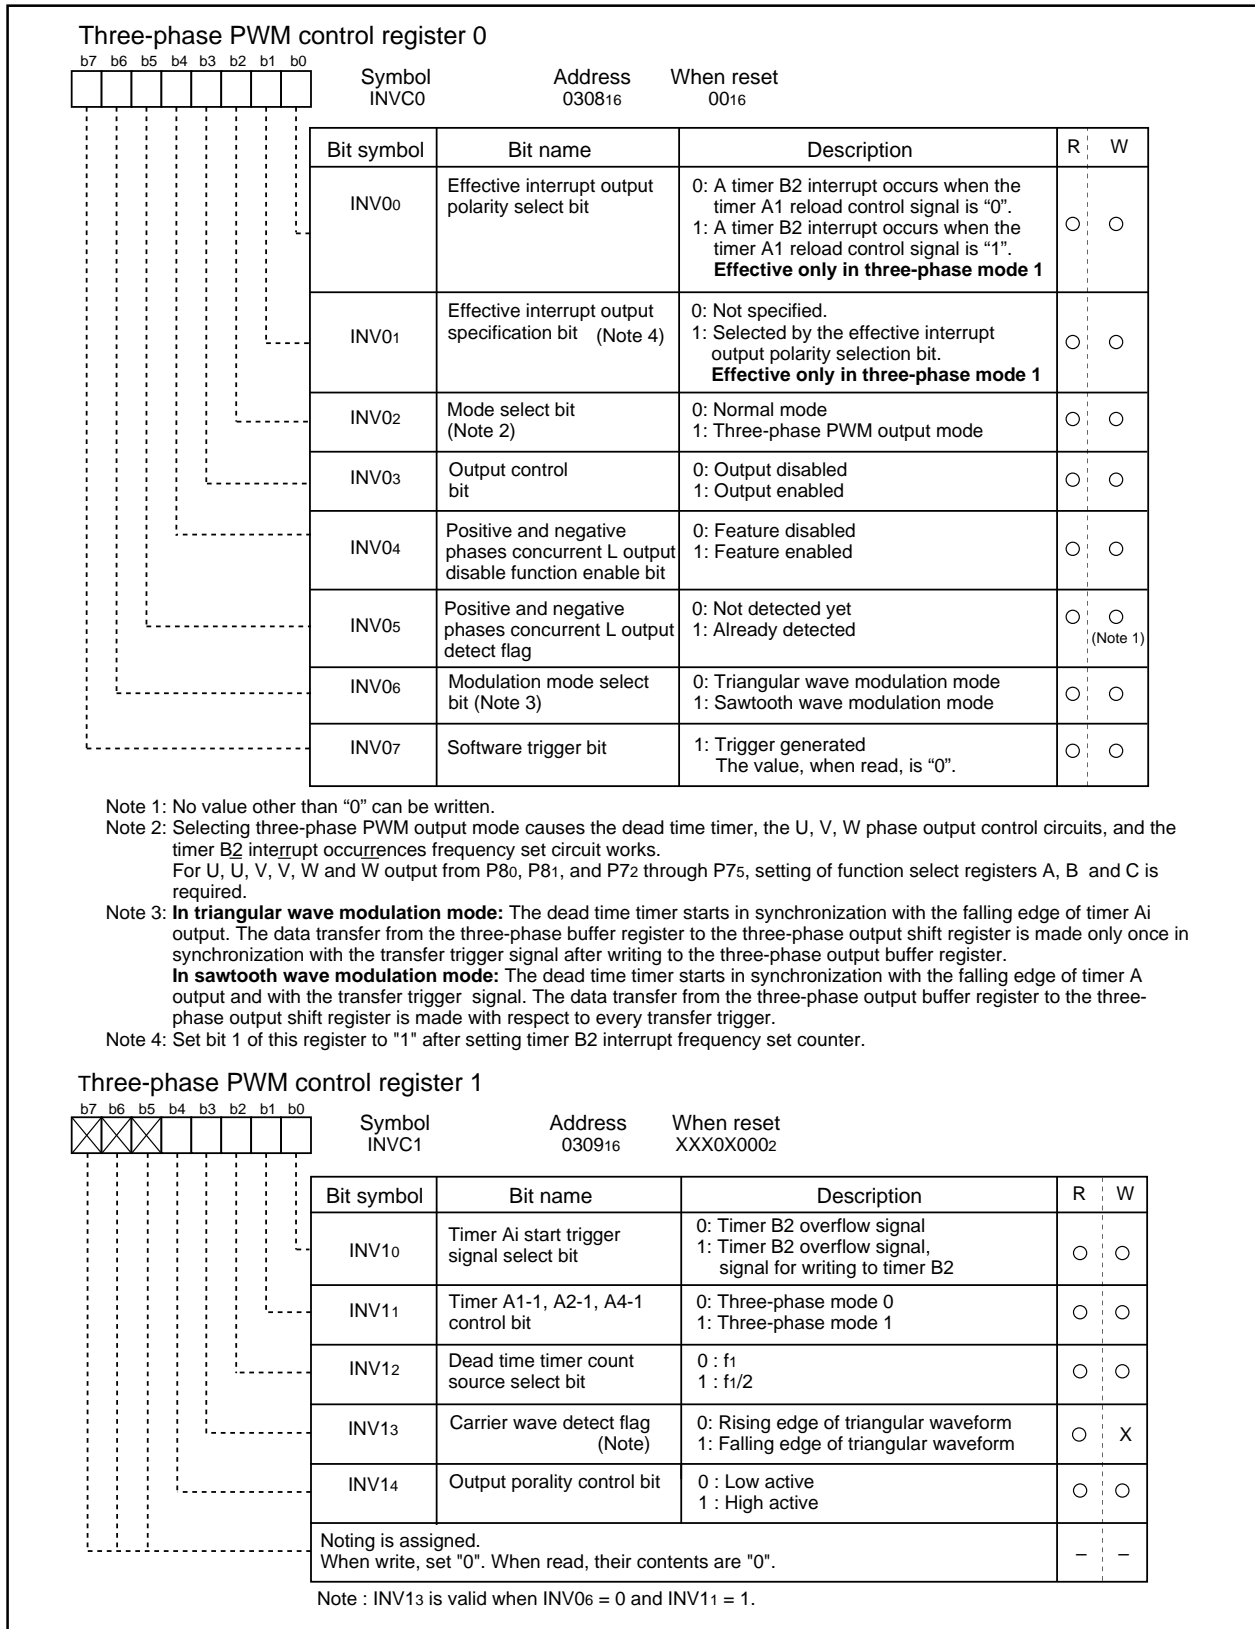 Three-phase PWM control register 0
b7 b6 b5 b4 b3 b2 b1 b0
Symbol Address When reset
INVC0 030816 0016
Bit symbol Bit name Description R W
INV00 Effective interrupt output 0: A timer B2 interrupt occurs when the
polarity select bit timer A1 reload control signal is “0”.
1: A timer B2 interrupt occurs when the
timer A1 reload control signal is “1”.
Effective only in three-phase mode 1
INV01 Effective interrupt output 0: Not specified.
specification bit (Note 4) 1: Selected by the effective interrupt
output polarity selection bit.
Effective only in three-phase mode 1
INV02 Mode select bit 0: Normal mode
(Note 2) 1: Three-phase PWM output mode
INV03 Output control 0: Output disabled
bit 1: Output enabled
INV04 Positive and negative 0: Feature disabled
phases concurrent L output 1: Feature enabled
disable function enable bit
INV05 Positive and negative 0: Not detected yet
phases concurrent L output 1: Already detected (Note 1)
detect flag
INV06 Modulation mode select 0: Triangular wave modulation mode
bit (Note 3) 1: Sawtooth wave modulation mode
INV07 Software trigger bit 1: Trigger generated
The value, when read, is “0”.
Note 1: No value other than “0” can be written.
Note 2: Selecting three-phase PWM output mode causes the dead time timer, the U, V, W phase output control circuits, and the
timer B2 interrupt occurrences frequency set circuit works.
For U, U̅, V, V̅, W and W̅ output from P80, P81, and P72 through P75, setting of function select registers A, B and C is
required.
Note 3: In triangular wave modulation mode: The dead time timer starts in synchronization with the falling edge of timer Ai
output. The data transfer from the three-phase buffer register to the three-phase output shift register is made only once in
synchronization with the transfer trigger signal after writing to the three-phase output buffer register.
In sawtooth wave modulation mode: The dead time timer starts in synchronization with the falling edge of timer A
output and with the transfer trigger signal. The data transfer from the three-phase output buffer register to the three-
phase output shift register is made with respect to every transfer trigger.
Note 4: Set bit 1 of this register to "1" after setting timer B2 interrupt frequency set counter.
Three-phase PWM control register 1
b7 b6 b5 b4 b3 b2 b1 b0
Symbol Address When reset
INVC1 030916 XXX0X0002
Bit symbol Bit name Description R W
INV10 Timer Ai start trigger 0: Timer B2 overflow signal
signal select bit 1: Timer B2 overflow signal,
signal for writing to timer B2
INV11 Timer A1-1, A2-1, A4-1 0: Three-phase mode 0
control bit 1: Three-phase mode 1
INV12 Dead time timer count 0 : f1
source select bit 1 : f1/2
INV13 Carrier wave detect flag 0: Rising edge of triangular waveform X
(Note) 1: Falling edge of triangular waveform
INV14 Output porality control bit 0 : Low active
1 : High active
Noting is assigned.
When write, set "0". When read, their contents are "0". – –
Note : INV13 is valid when INV06 = 0 and INV11 = 1.